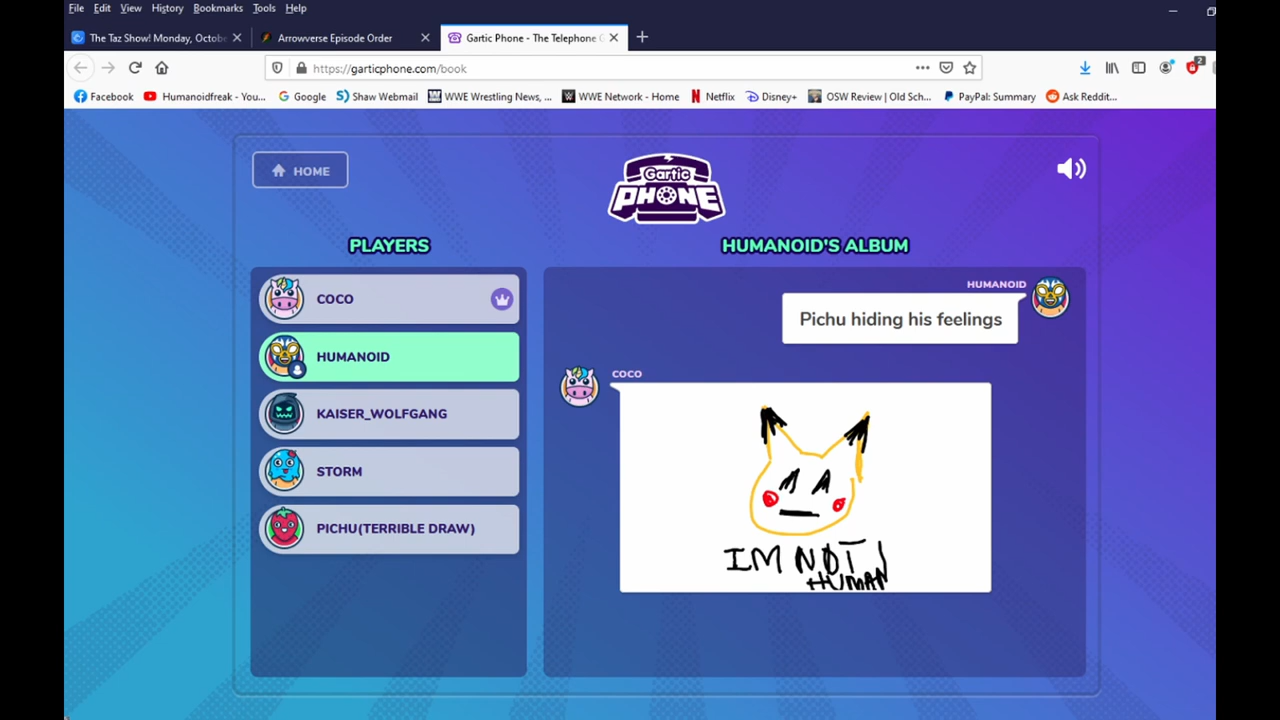 File Edit View History Bookmarks Tools Help
The Taz Show! Monday, Octobe
Arrowverse Episode Order
Gartic Phone - The Telephone G
https://garticphone.com/book
2
Facebook
Humanoidfreak - You...
Google
Shaw Webmail
WWE Wrestling News, ...
WWE Network - Home
Netflix
Disney+
OSW Review | Old Sch...
PayPal: Summary
Ask Reddit...
HOME
Gartic
PHONE
PLAYERS
HUMANOID'S ALBUM
COCO
HUMANOID
KAISER_WOLFGANG
STORM
PICHU(TERRIBLE DRAW)
HUMANOID
Pichu hiding his feelings
COCO
IM NOT
HUMAN